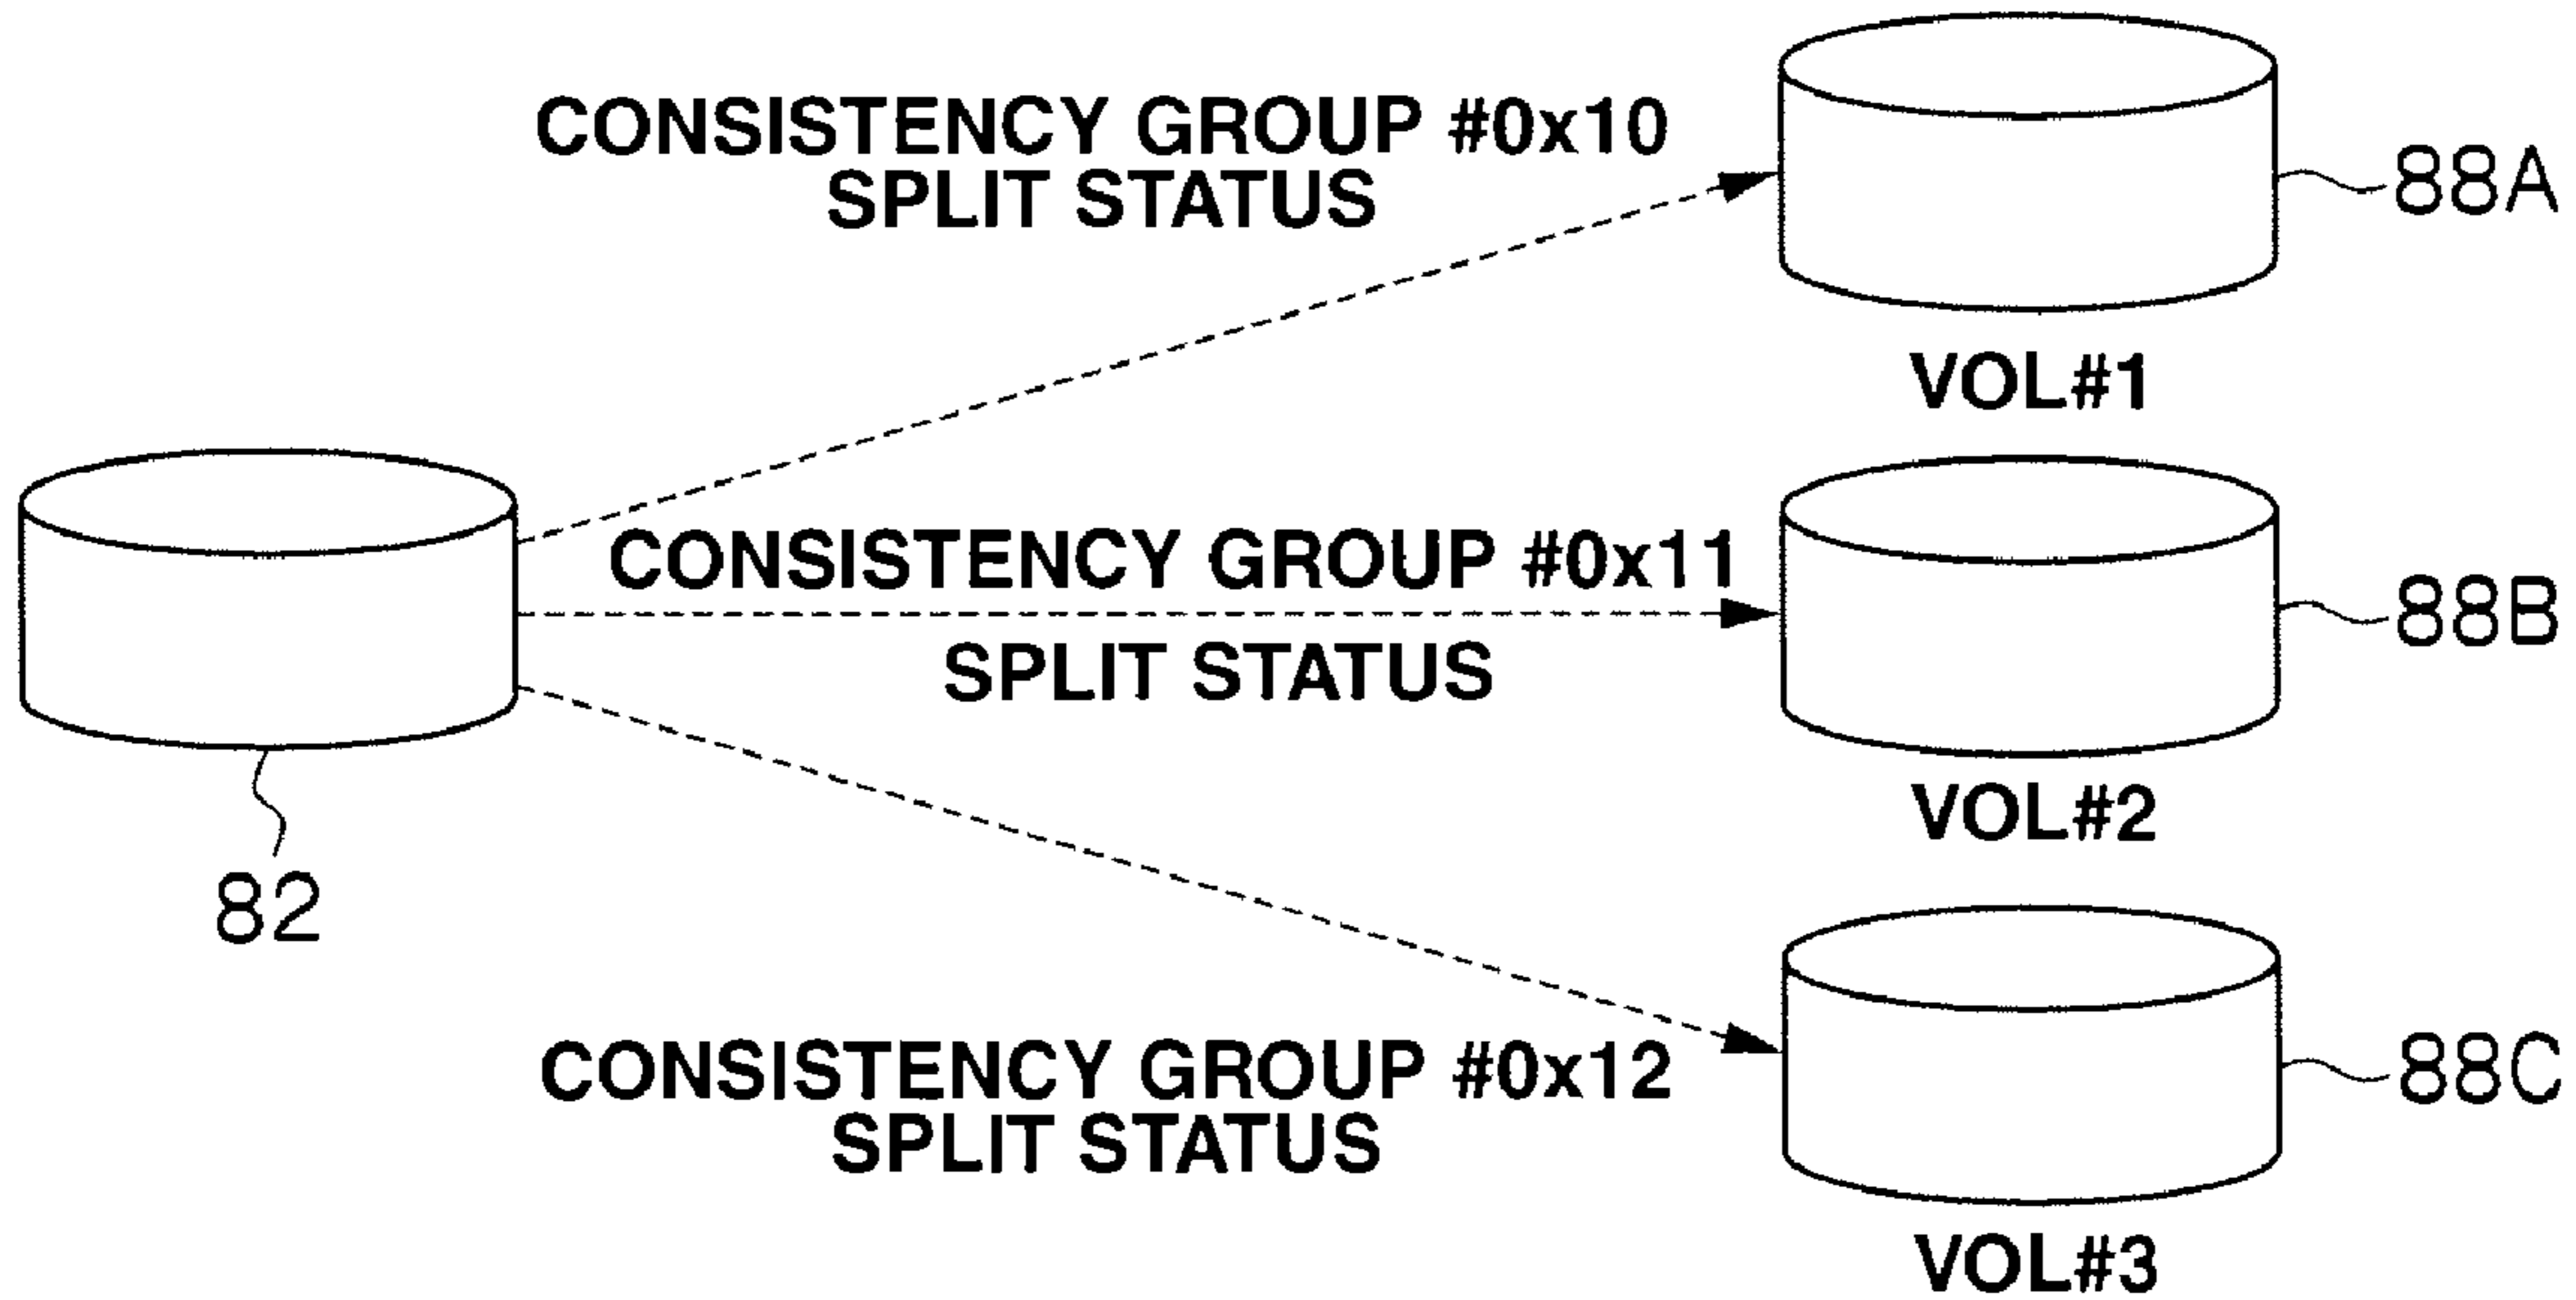 CONSISTENCY GROUP #0x10
SPLIT STATUS
88A
VOL#1
CONSISTENCY GROUP #0x11
SPLIT STATUS
88B
VOL#2
82
CONSISTENCY GROUP #0x12
SPLIT STATUS
88C
VOL#3